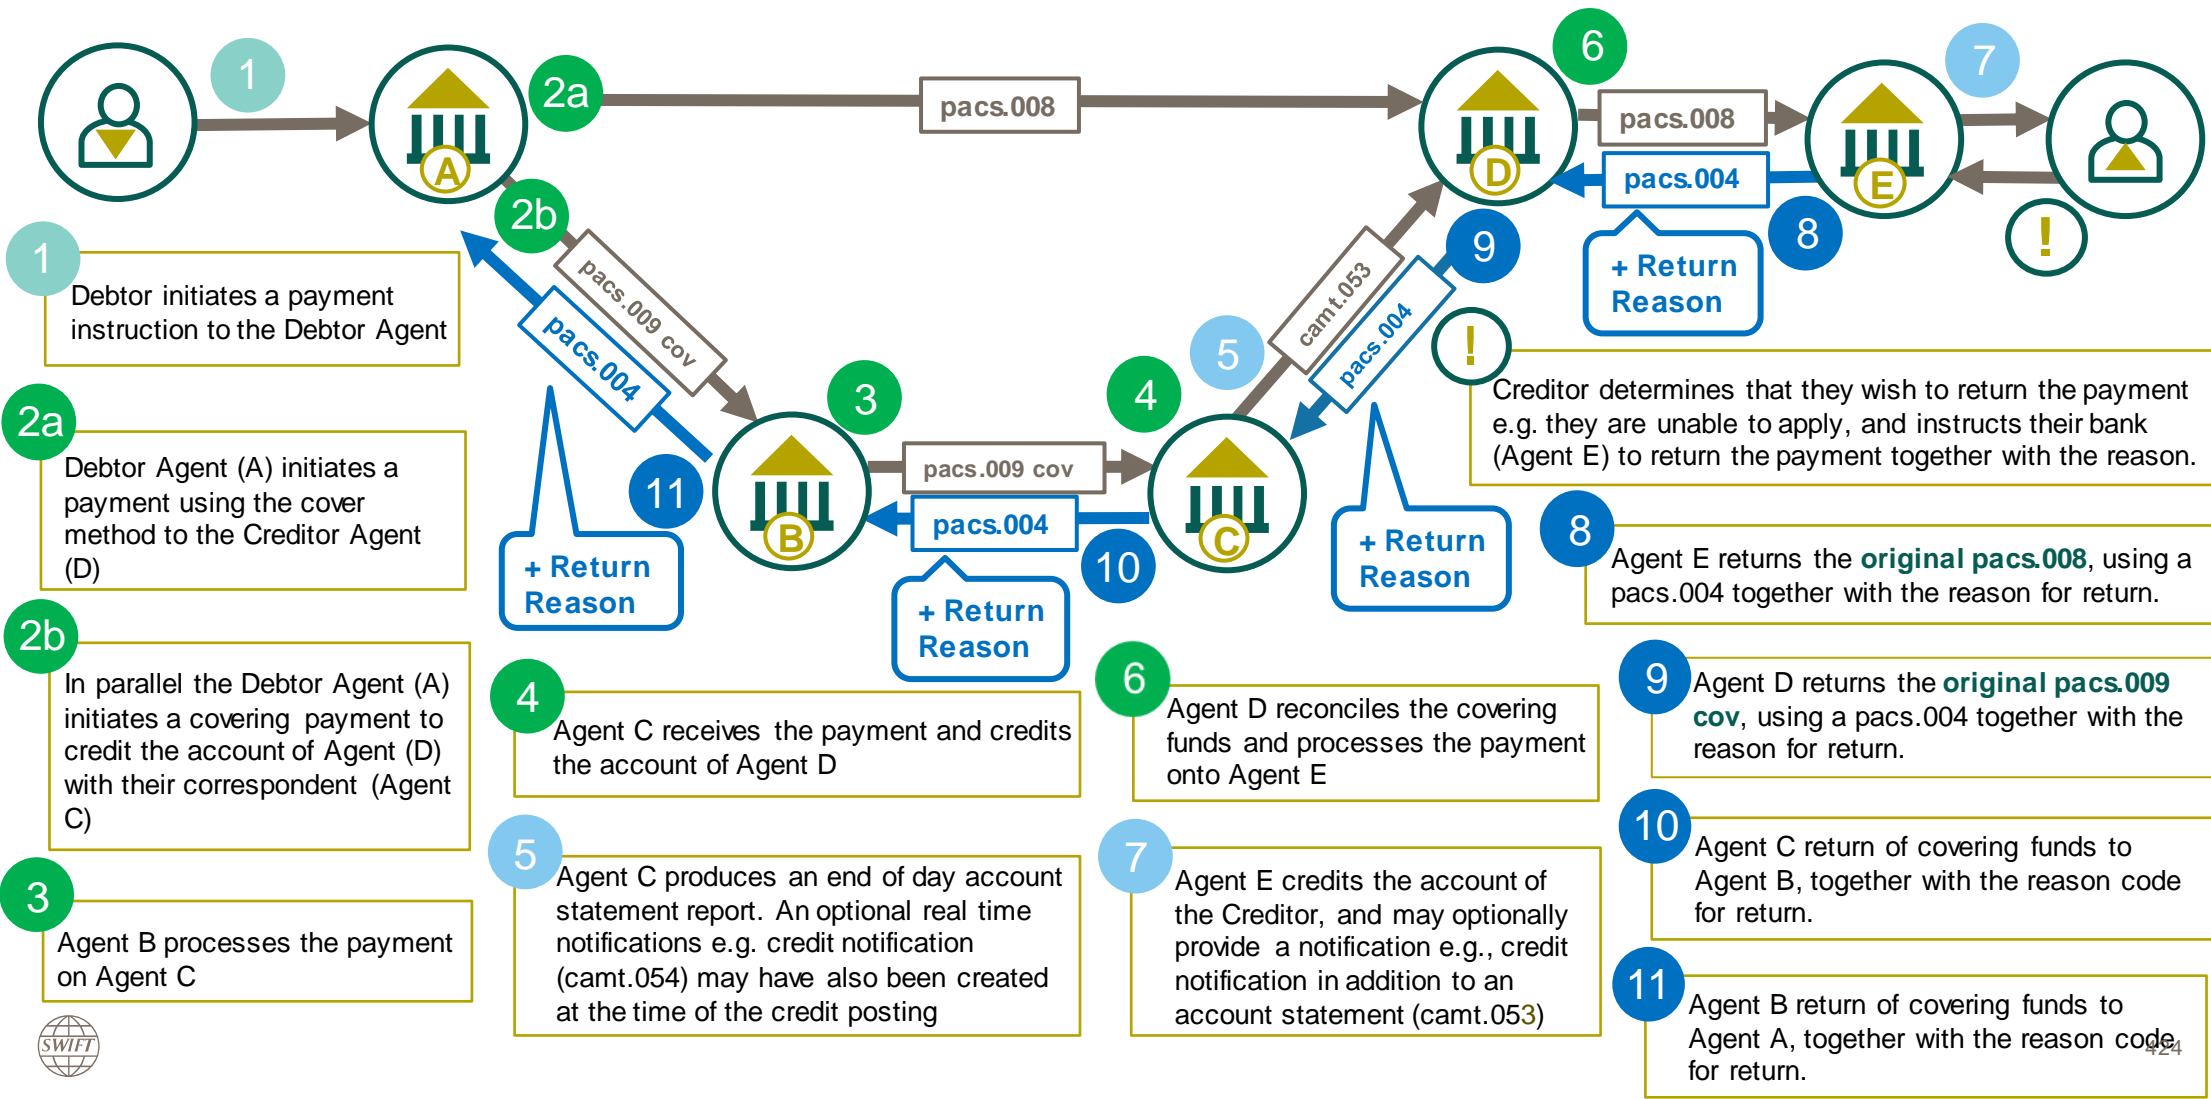 1
2a
6
7
pacs.008
pacs.008
A
D
E
pacs.004
2b
9
8
!
1
Debtor initiates a payment
instruction to the Debtor Agent
pacs.009 cov
pacs.004
camt.053
pacs.004
+ Return
Reason
!
5
3
4
Creditor determines that they wish to return the payment
e.g. they are unable to apply, and instructs their bank
(Agent E) to return the payment together with the reason.
2a
Debtor Agent (A) initiates a
payment using the cover
method to the Creditor Agent
(D)
11
pacs.009 cov
pacs.004
B
C
10
+ Return
Reason
+ Return
Reason
+ Return
Reason
8
Agent E returns the original pacs.008, using a
pacs.004 together with the reason for return.
2b
In parallel the Debtor Agent (A)
initiates a covering payment to
credit the account of Agent (D)
with their correspondent (Agent
C)
4
Agent C receives the payment and credits
the account of Agent D
6
Agent D reconciles the covering
funds and processes the payment
onto Agent E
9
Agent D returns the original pacs.009
cov, using a pacs.004 together with the
reason for return.
3
Agent B processes the payment
on Agent C
5
Agent C produces an end of day account
statement report. An optional real time
notifications e.g. credit notification
(camt.054) may have also been created
at the time of the credit posting
7
Agent E credits the account of
the Creditor, and may optionally
provide a notification e.g., credit
notification in addition to an
account statement (camt.053)
10
Agent C return of covering funds to
Agent B, together with the reason code
for return.
11
Agent B return of covering funds to
Agent A, together with the reason code
for return.
SWIFT
424